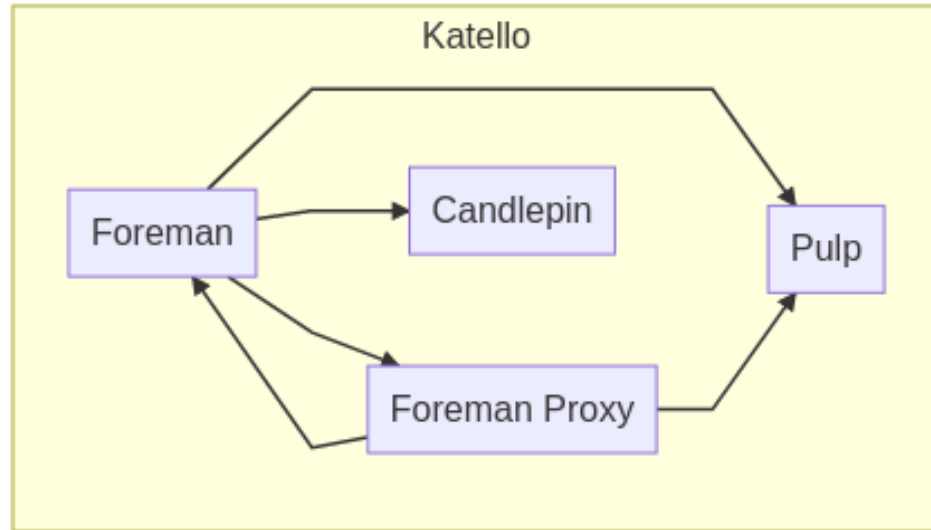 Katello
Foreman
Candlepin
Pulp
Foreman Proxy